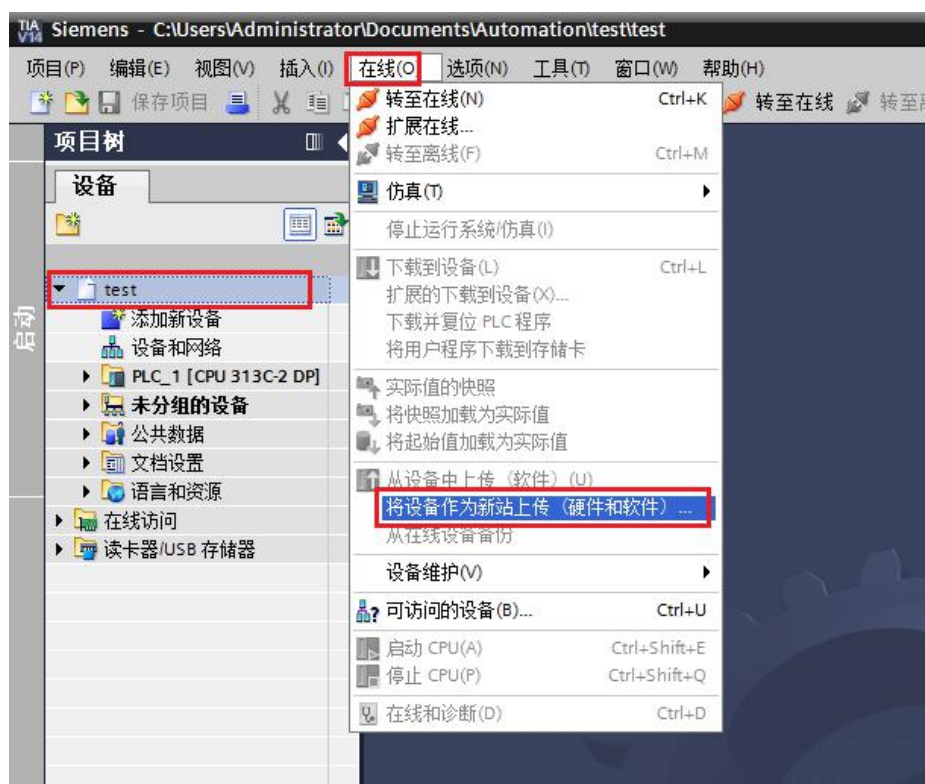 TIA V14 Siemens - C:\Users\Administrator\Documents\Automation\test\test
项目(P) 编辑(E) 视图(V) 插入(I) 在线(O 选项(N) 工具(T) 窗口(W) 帮助(H)
保存项目 转至在线
项目树
设备
test
添加新设备
设备和网络
PLC_1 [CPU 313C-2 DP]
未分组的设备
公共数据
文档设置
语言和资源
在线访问
读卡器/USB 存储器
启动
转至在线(N) Ctrl+K
扩展在线...
转至离线(F) Ctrl+M
仿真(T)
停止运行系统/仿真(I)
下载到设备(L) Ctrl+L
扩展的下载到设备(X)...
下载并复位 PLC 程序
将用户程序下载到存储卡
实际值的快照
将快照加载为实际值
将起始值加载为实际值
从设备中上传（软件）(U)
将设备作为新站上传（硬件和软件）...
从在线设备备份
设备维护(V)
可访问的设备(B)... Ctrl+U
启动 CPU(A) Ctrl+Shift+E
停止 CPU(P) Ctrl+Shift+Q
在线和诊断(D) Ctrl+D